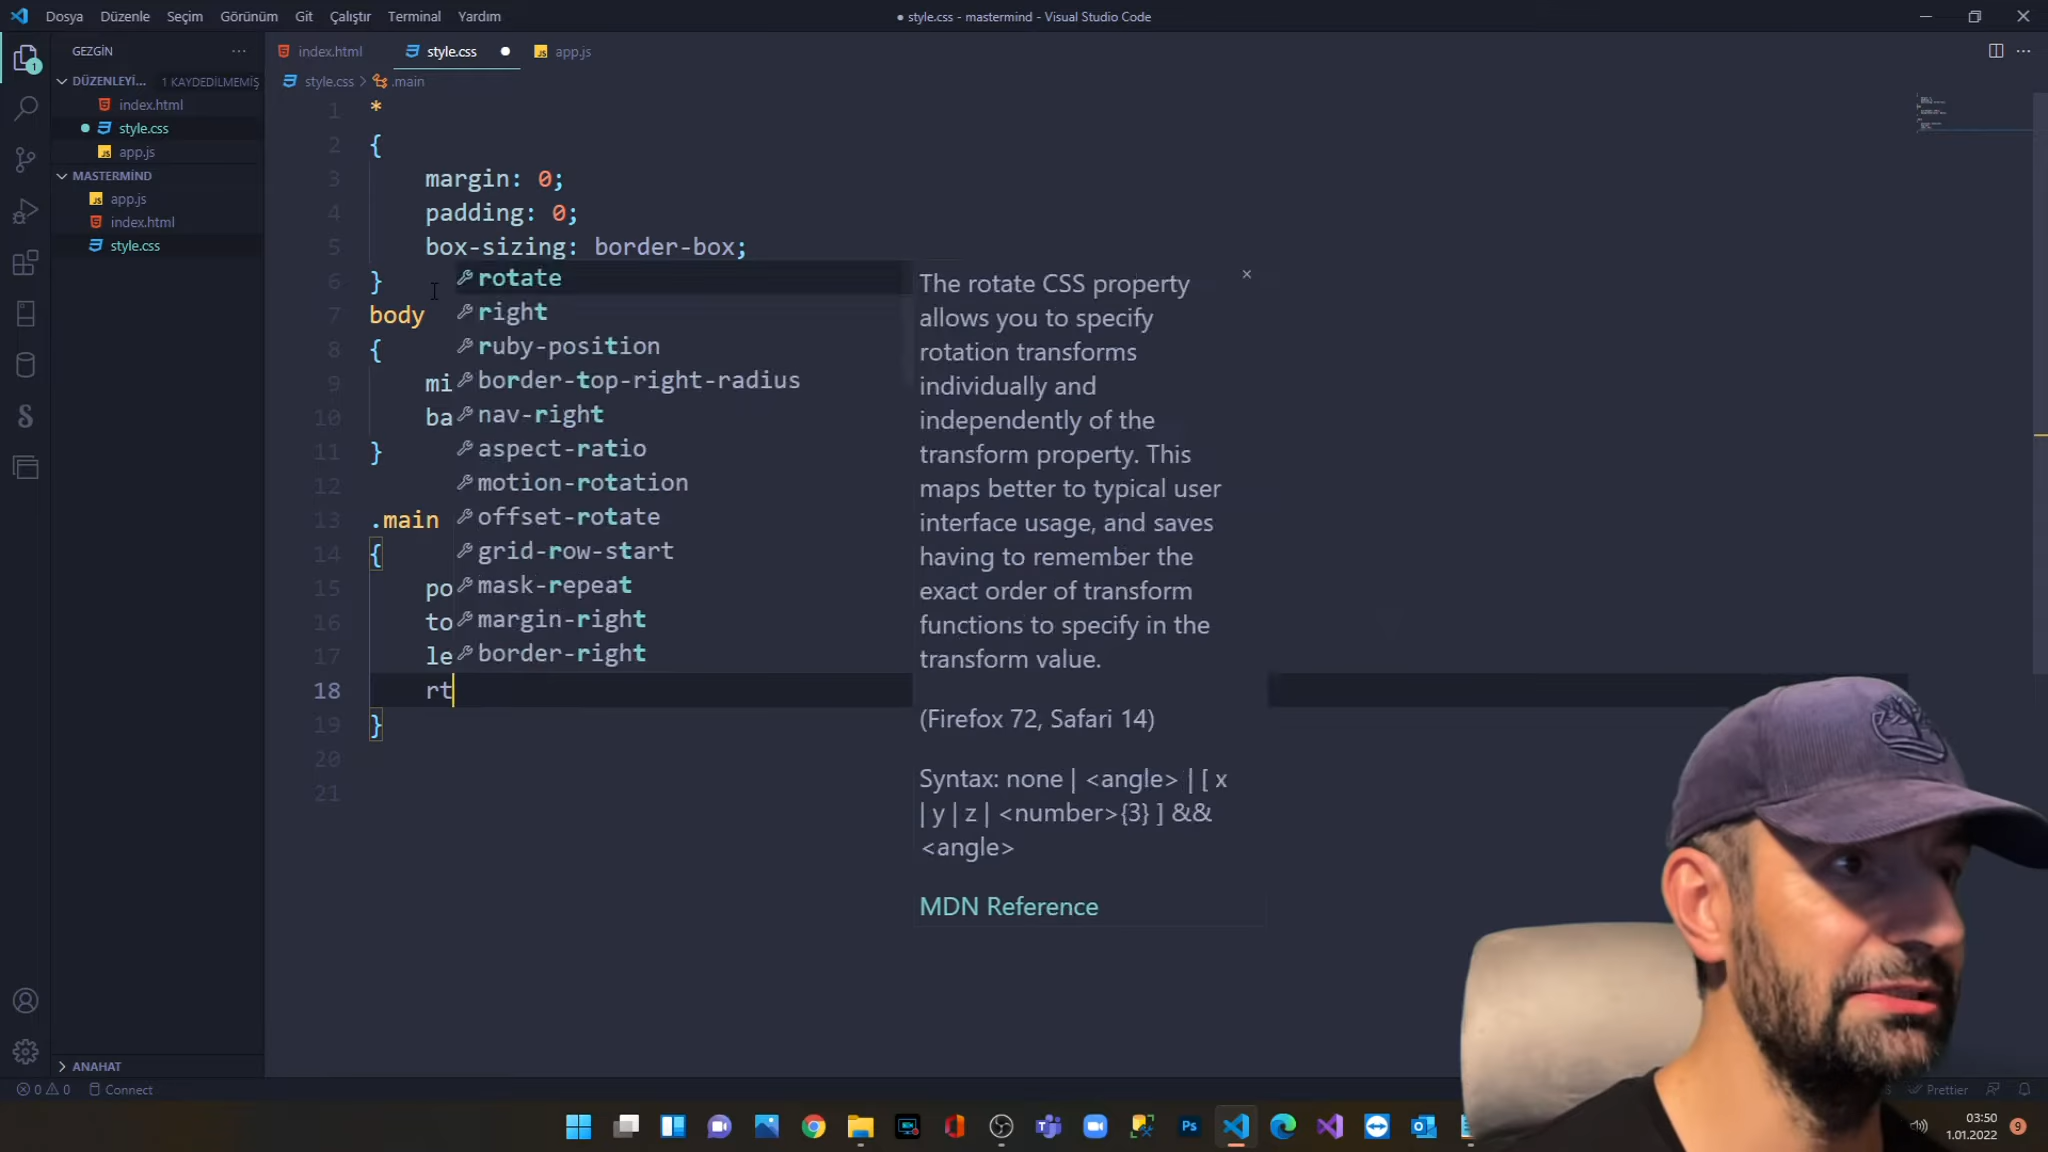 Dosya Düzenle Seçim Görünüm Git Çalıştır Terminal Yardım
● style.css - mastermind - Visual Studio Code
GEZGİN ···
index.html style.css app.js
DÜZENLEYİ... 1 KAYDEDİLMEMİŞ
style.css > .main
index.html
style.css
app.js
MASTERMİND
app.js
index.html
style.css
1 *
2 {
3 margin: 0;
4 padding: 0;
5 box-sizing: border-box;
6 }
7 body
8 {
9 mi
10 ba
11 }
12
13 .main
14 {
15 po
16 to
17 le
18 rt
19 }
20
21
rotate
right
ruby-position
border-top-right-radius
nav-right
aspect-ratio
motion-rotation
offset-rotate
grid-row-start
mask-repeat
margin-right
border-right
The rotate CSS property
allows you to specify
rotation transforms
individually and
independently of the
transform property. This
maps better to typical user
interface usage, and saves
having to remember the
exact order of transform
functions to specify in the
transform value.
(Firefox 72, Safari 14)
Syntax: none | <angle> | [ x
| y | z | <number>{3} ] &&
<angle>
MDN Reference
ANAHAT
0 0 Connect
Prettier
Ps
03:50
1.01.2022
9
1